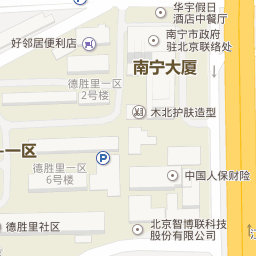 华宇假日
酒店中餐厅
好邻居便利店
南宁市政府
驻北京联络处
南宁大厦
德胜里一区
2号楼
木北护肤造型
一区
德胜里一区
6号楼
中国人保财险
德胜里社区
北京智博联科技
股份有限公司